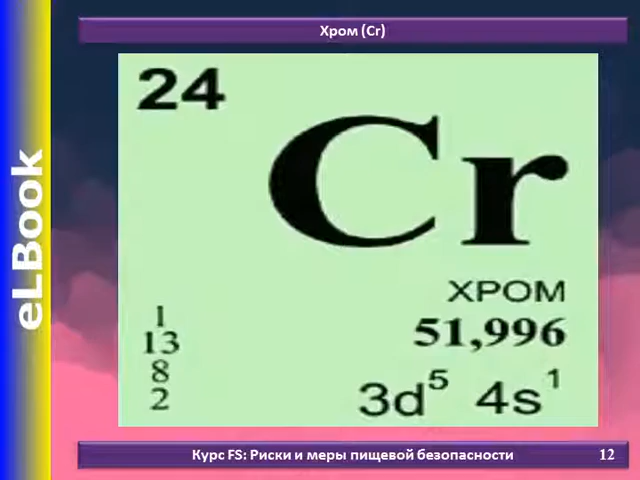 Хром (Cr)
24
Cr
ХРОМ
51,996
1
13
8
2
3d⁵ 4s¹
eLBook
Курс FS: Риски и меры пищевой безопасности 12